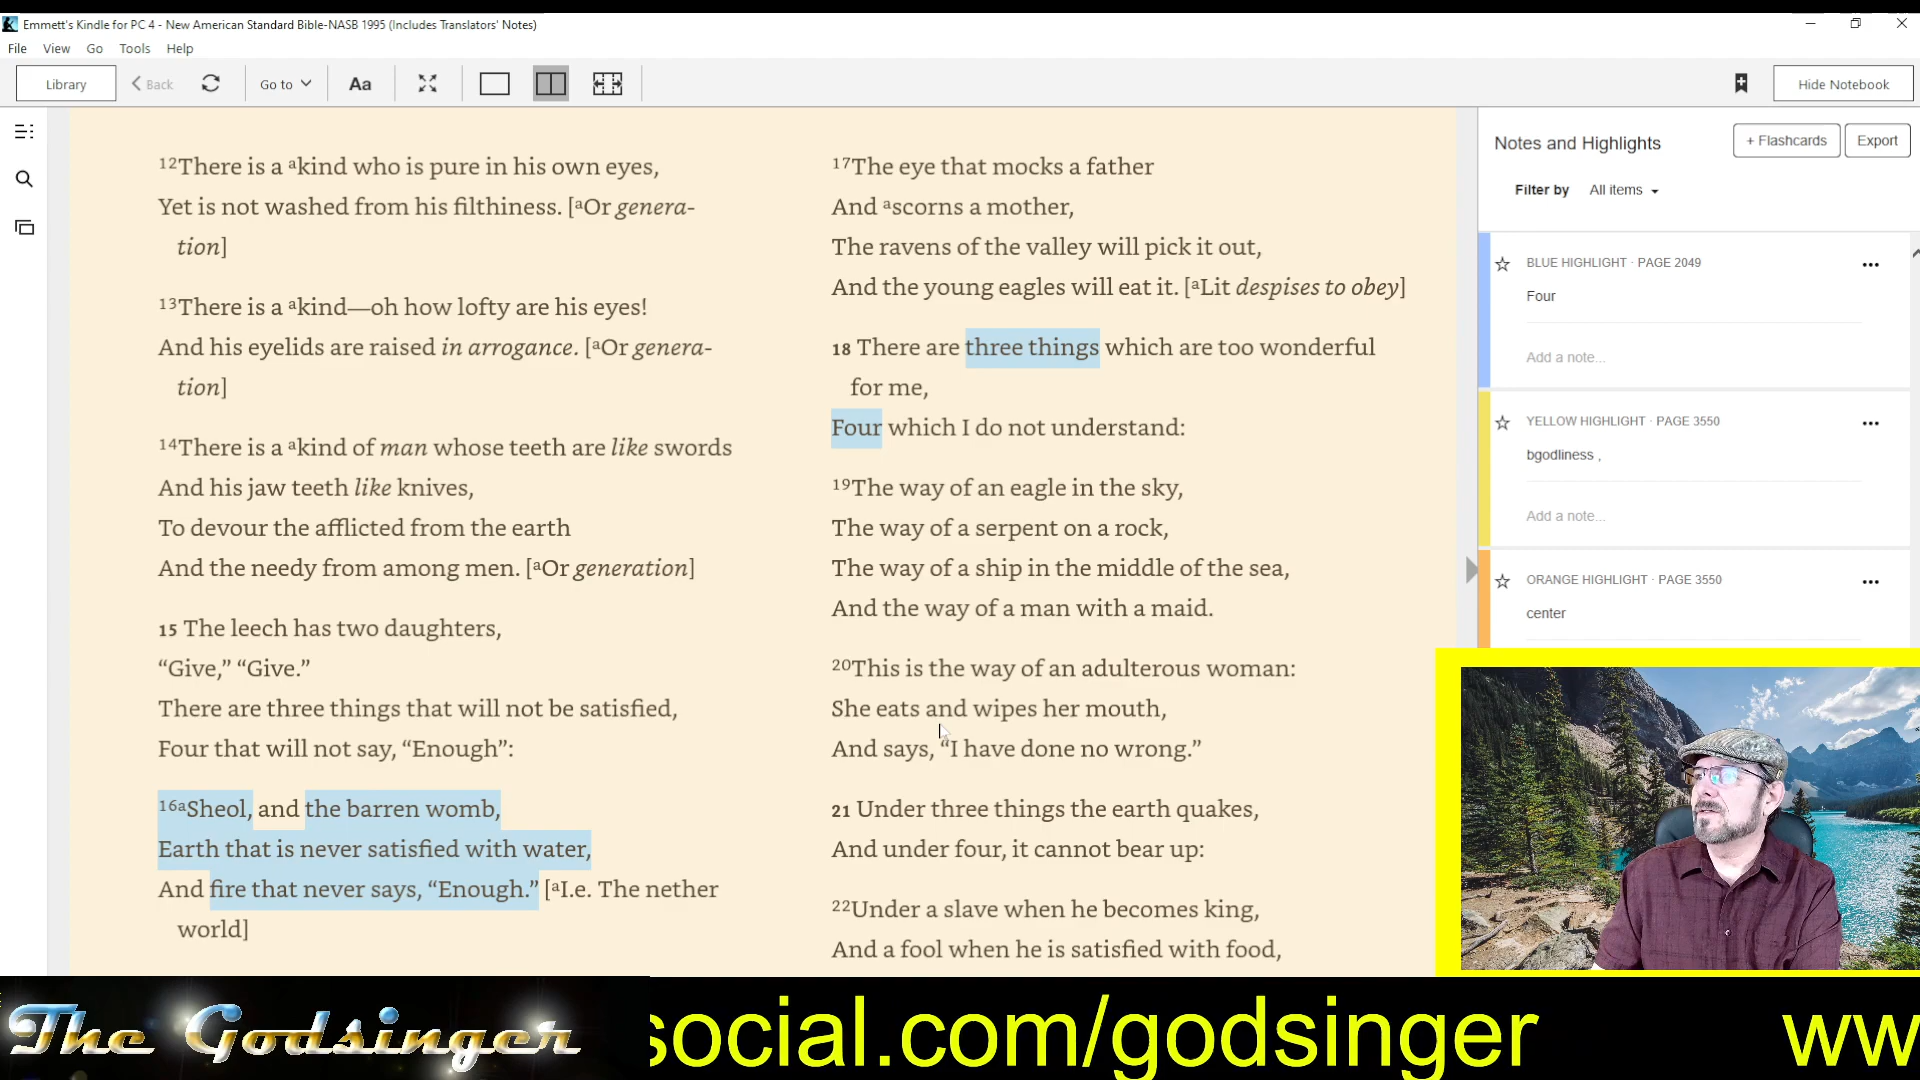 Emmett's Kindle for PC 4 - New American Standard Bible-NASB 1995 (Includes Translators' Notes)
File View Go Tools Help
Library Back Go to Aa Hide Notebook
12There is a akind who is pure in his own eyes,
Yet is not washed from his filthiness. [aOr genera-
tion]
13There is a akind—oh how lofty are his eyes!
And his eyelids are raised in arrogance. [aOr genera-
tion]
14There is a akind of man whose teeth are like swords
And his jaw teeth like knives,
To devour the afflicted from the earth
And the needy from among men. [aOr generation]
15 The leech has two daughters,
“Give,” “Give.”
There are three things that will not be satisfied,
Four that will not say, “Enough”:
16aSheol, and the barren womb,
Earth that is never satisfied with water,
And fire that never says, “Enough.” [aI.e. The nether
world]
17The eye that mocks a father
And ascorns a mother,
The ravens of the valley will pick it out,
And the young eagles will eat it. [aLit despises to obey]
18 There are three things which are too wonderful
for me,
Four which I do not understand:
19The way of an eagle in the sky,
The way of a serpent on a rock,
The way of a ship in the middle of the sea,
And the way of a man with a maid.
20This is the way of an adulterous woman:
She eats and wipes her mouth,
And says, “I have done no wrong.”
21 Under three things the earth quakes,
And under four, it cannot bear up:
22Under a slave when he becomes king,
And a fool when he is satisfied with food,
Notes and Highlights
+ Flashcards Export
Filter by All items
BLUE HIGHLIGHT · PAGE 2049
Four
Add a note...
YELLOW HIGHLIGHT · PAGE 3550
bgodliness ,
Add a note...
ORANGE HIGHLIGHT · PAGE 3550
center
The Godsinger
social.com/godsinger ww